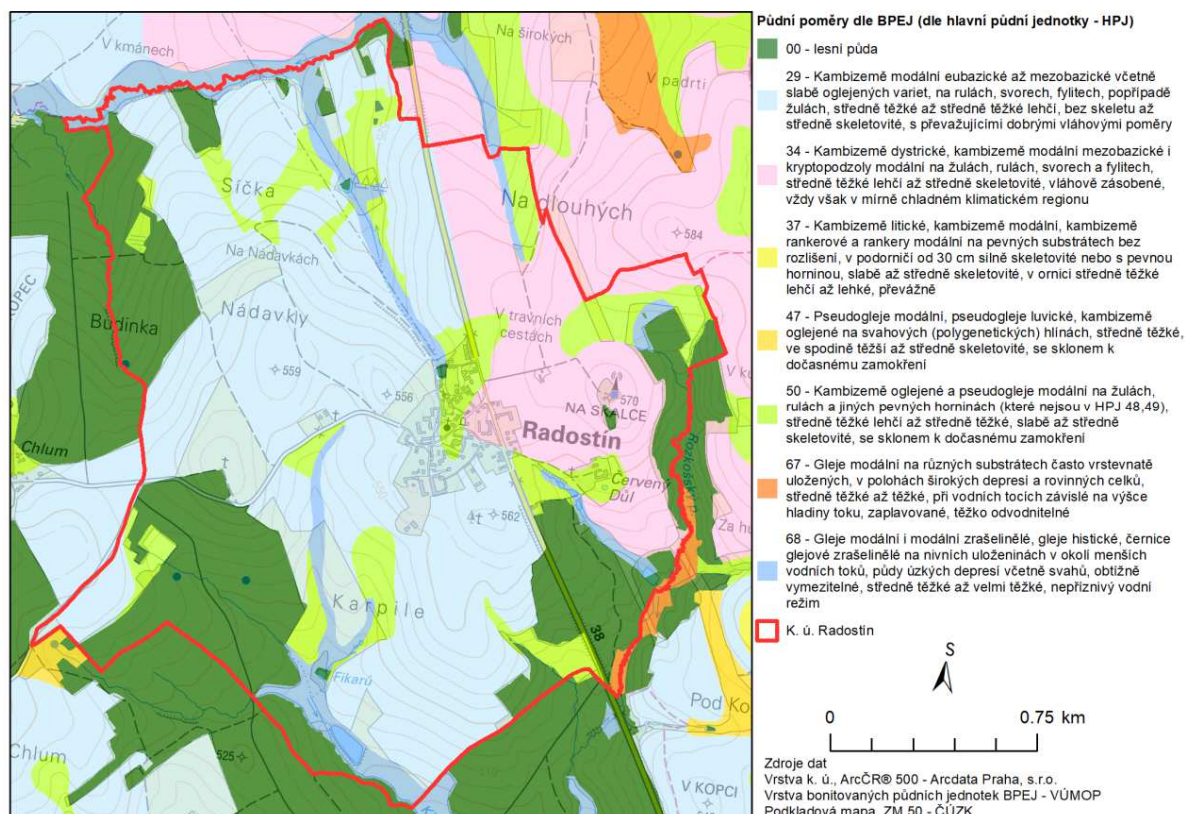 V kmánech
Na širokých
V padrti
Síčka
Na dlouhých
584
Na Nádavkách
KOPEC
Nádavky
V travních
cestách
Búdinka
559
556
570
NA SKALCE
Radostín
Rozkošský p.
Chlum
Červený
Důl
562
Za hu
Karpile
38
Fikarú
Pod Ko
Chlum
525
V KOPCI
Půdní poměry dle BPEJ (dle hlavní půdní jednotky - HPJ)
00 - lesní půda
29 - Kambizemě modální eubazické až mezobazické včetně
slabě oglejených variet, na rulách, svorech, fylitech, popřípadě
žulách, středně těžké až středně těžké lehčí, bez skeletu až
středně skeletovité, s převažujícími dobrými vláhovými poměry
34 - Kambizemě dystrické, kambizemě modální mezobazické i
kryptopodzoly modální na žulách, rulách, svorech a fylitech,
středně těžké lehčí až středně skeletovité, vláhově zásobené,
vždy však v mírně chladném klimatickém regionu
37 - Kambizemě litické, kambizemě modální, kambizemě
rankerové a rankery modální na pevných substrátech bez
rozlišení, v podorničí od 30 cm silně skeletovité nebo s pevnou
horninou, slabě až středně skeletovité, v ornici středně těžké
lehčí až lehké, převážně
47 - Pseudogleje modální, pseudogleje luvické, kambizemě
oglejené na svahových (polygenetických) hlínách, středně těžké,
ve spodině těžší až středně skeletovité, se sklonem k
dočasnému zamokření
50 - Kambizemě oglejené a pseudogleje modální na žulách,
rulách a jiných pevných horninách (které nejsou v HPJ 48,49),
středně těžké lehčí až středně těžké, slabě až středně
skeletovité, se sklonem k dočasnému zamokření
67 - Gleje modální na různých substrátech často vrstevnatě
uložených, v polohách širokých depresí a rovinných celků,
středně těžké až těžké, při vodních tocích závislé na výšce
hladiny toku, zaplavované, těžko odvodnitelné
68 - Gleje modální i modální zrašelinělé, gleje histické, černice
glejové zrašelinělé na nivních uloženinách v okolí menších
vodních toků, půdy úzkých depresí včetně svahů, obtížně
vymezitelné, středně těžké až velmi těžké, nepříznivý vodní
režim
K. ú. Radostín
S
0 0.75 km
Zdroje dat
Vrstva k. ú., ArcČR® 500 - Arcdata Praha, s.r.o.
Vrstva bonitovaných půdních jednotek BPEJ - VÚMOP
Podkladová mapa, ZM 50 - ČÚZK